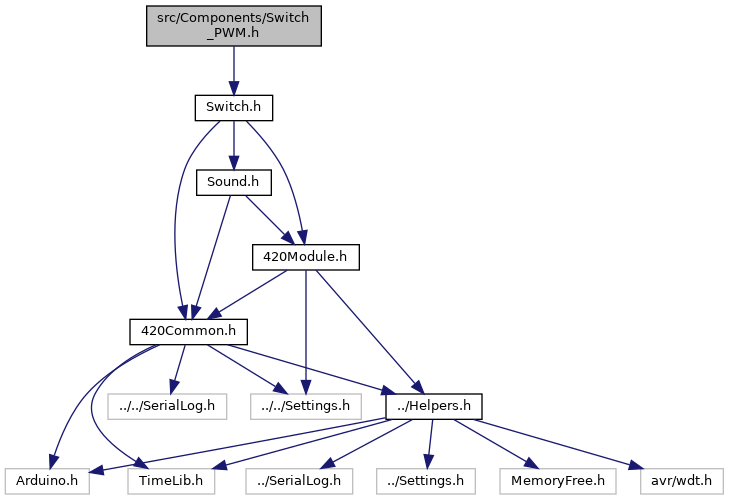 src/Components/Switch
_PWM.h
Switch.h
Sound.h
420Module.h
420Common.h
../../SerialLog.h
../../Settings.h
../Helpers.h
Arduino.h
TimeLib.h
../SerialLog.h
../Settings.h
MemoryFree.h
avr/wdt.h